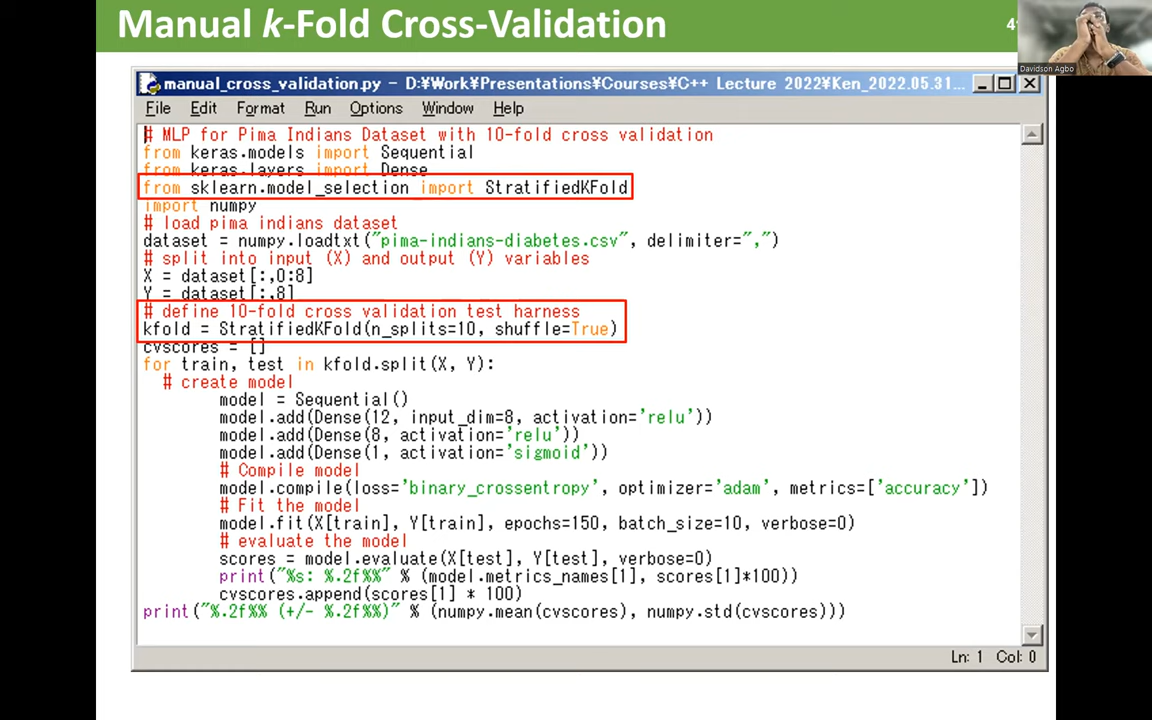 Manual k-Fold Cross-Validation
Davidson Agbo
manual_cross_validation.py - D:¥Work¥Presentations¥Courses¥C++ Lecture 2022¥Ken_2022.05.31...
File Edit Format Run Options Window Help
# MLP for Pima Indians Dataset with 10-fold cross validation
from keras.models import Sequential
from keras.layers import Dense
from sklearn.model_selection import StratifiedKFold
import numpy
# load pima indians dataset
dataset = numpy.loadtxt("pima-indians-diabetes.csv", delimiter=",")
# split into input (X) and output (Y) variables
X = dataset[:,0:8]
Y = dataset[:,8]
# define 10-fold cross validation test harness
kfold = StratifiedKFold(n_splits=10, shuffle=True)
cvscores = []
for train, test in kfold.split(X, Y):
# create model
model = Sequential()
model.add(Dense(12, input_dim=8, activation='relu'))
model.add(Dense(8, activation='relu'))
model.add(Dense(1, activation='sigmoid'))
# Compile model
model.compile(loss='binary_crossentropy', optimizer='adam', metrics=['accuracy'])
# Fit the model
model.fit(X[train], Y[train], epochs=150, batch_size=10, verbose=0)
# evaluate the model
scores = model.evaluate(X[test], Y[test], verbose=0)
print("%s: %.2f%%" % (model.metrics_names[1], scores[1]*100))
cvscores.append(scores[1] * 100)
print("%.2f%% (+/- %.2f%%)" % (numpy.mean(cvscores), numpy.std(cvscores)))
Ln: 1 Col: 0